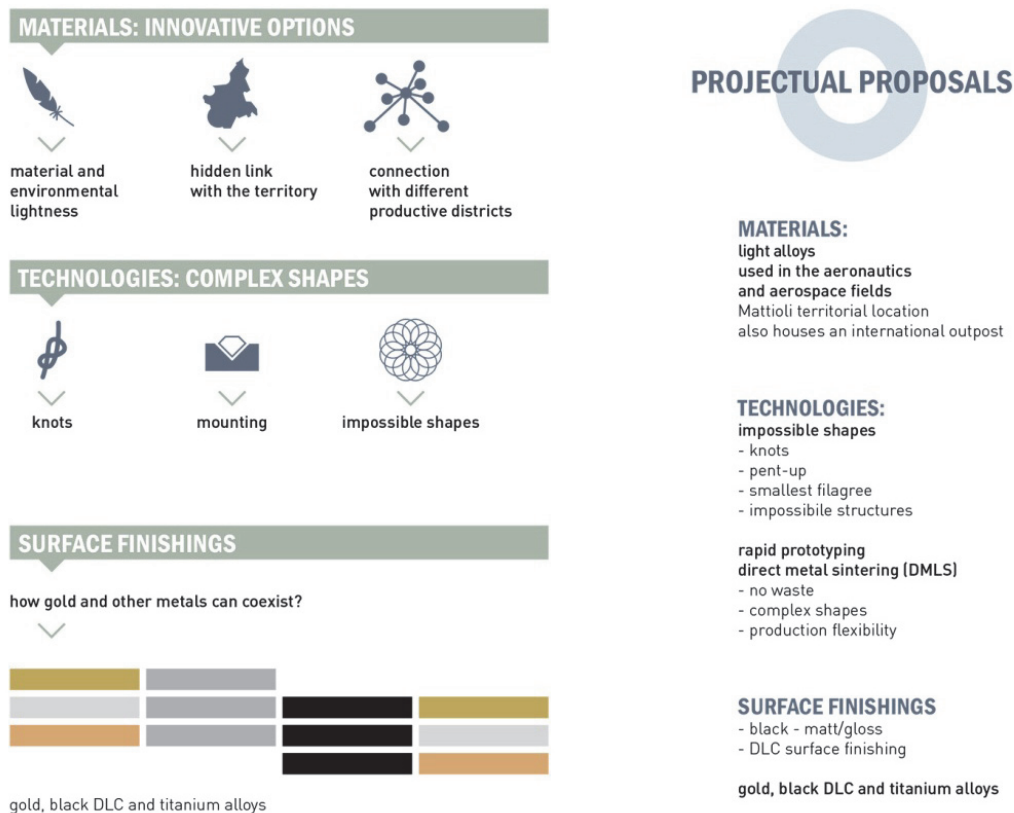 MATERIALS: INNOVATIVE OPTIONS
material and
environmental
lightness
hidden link
with the territory
connection
with different
productive districts
TECHNOLOGIES: COMPLEX SHAPES
knots
mounting
impossible shapes
SURFACE FINISHINGS
how gold and other metals can coexist?
gold, black DLC and titanium alloys
PROJECTUAL PROPOSALS
MATERIALS:
light alloys
used in the aeronautics
and aerospace fields
Mattioli territorial location
also houses an international outpost
TECHNOLOGIES:
impossible shapes
- knots
- pent-up
- smallest filagree
- impossibile structures
rapid prototyping
direct metal sintering (DMLS)
- no waste
- complex shapes
- production flexibility
SURFACE FINISHINGS
- black - matt/gloss
- DLC surface finishing
gold, black DLC and titanium alloys